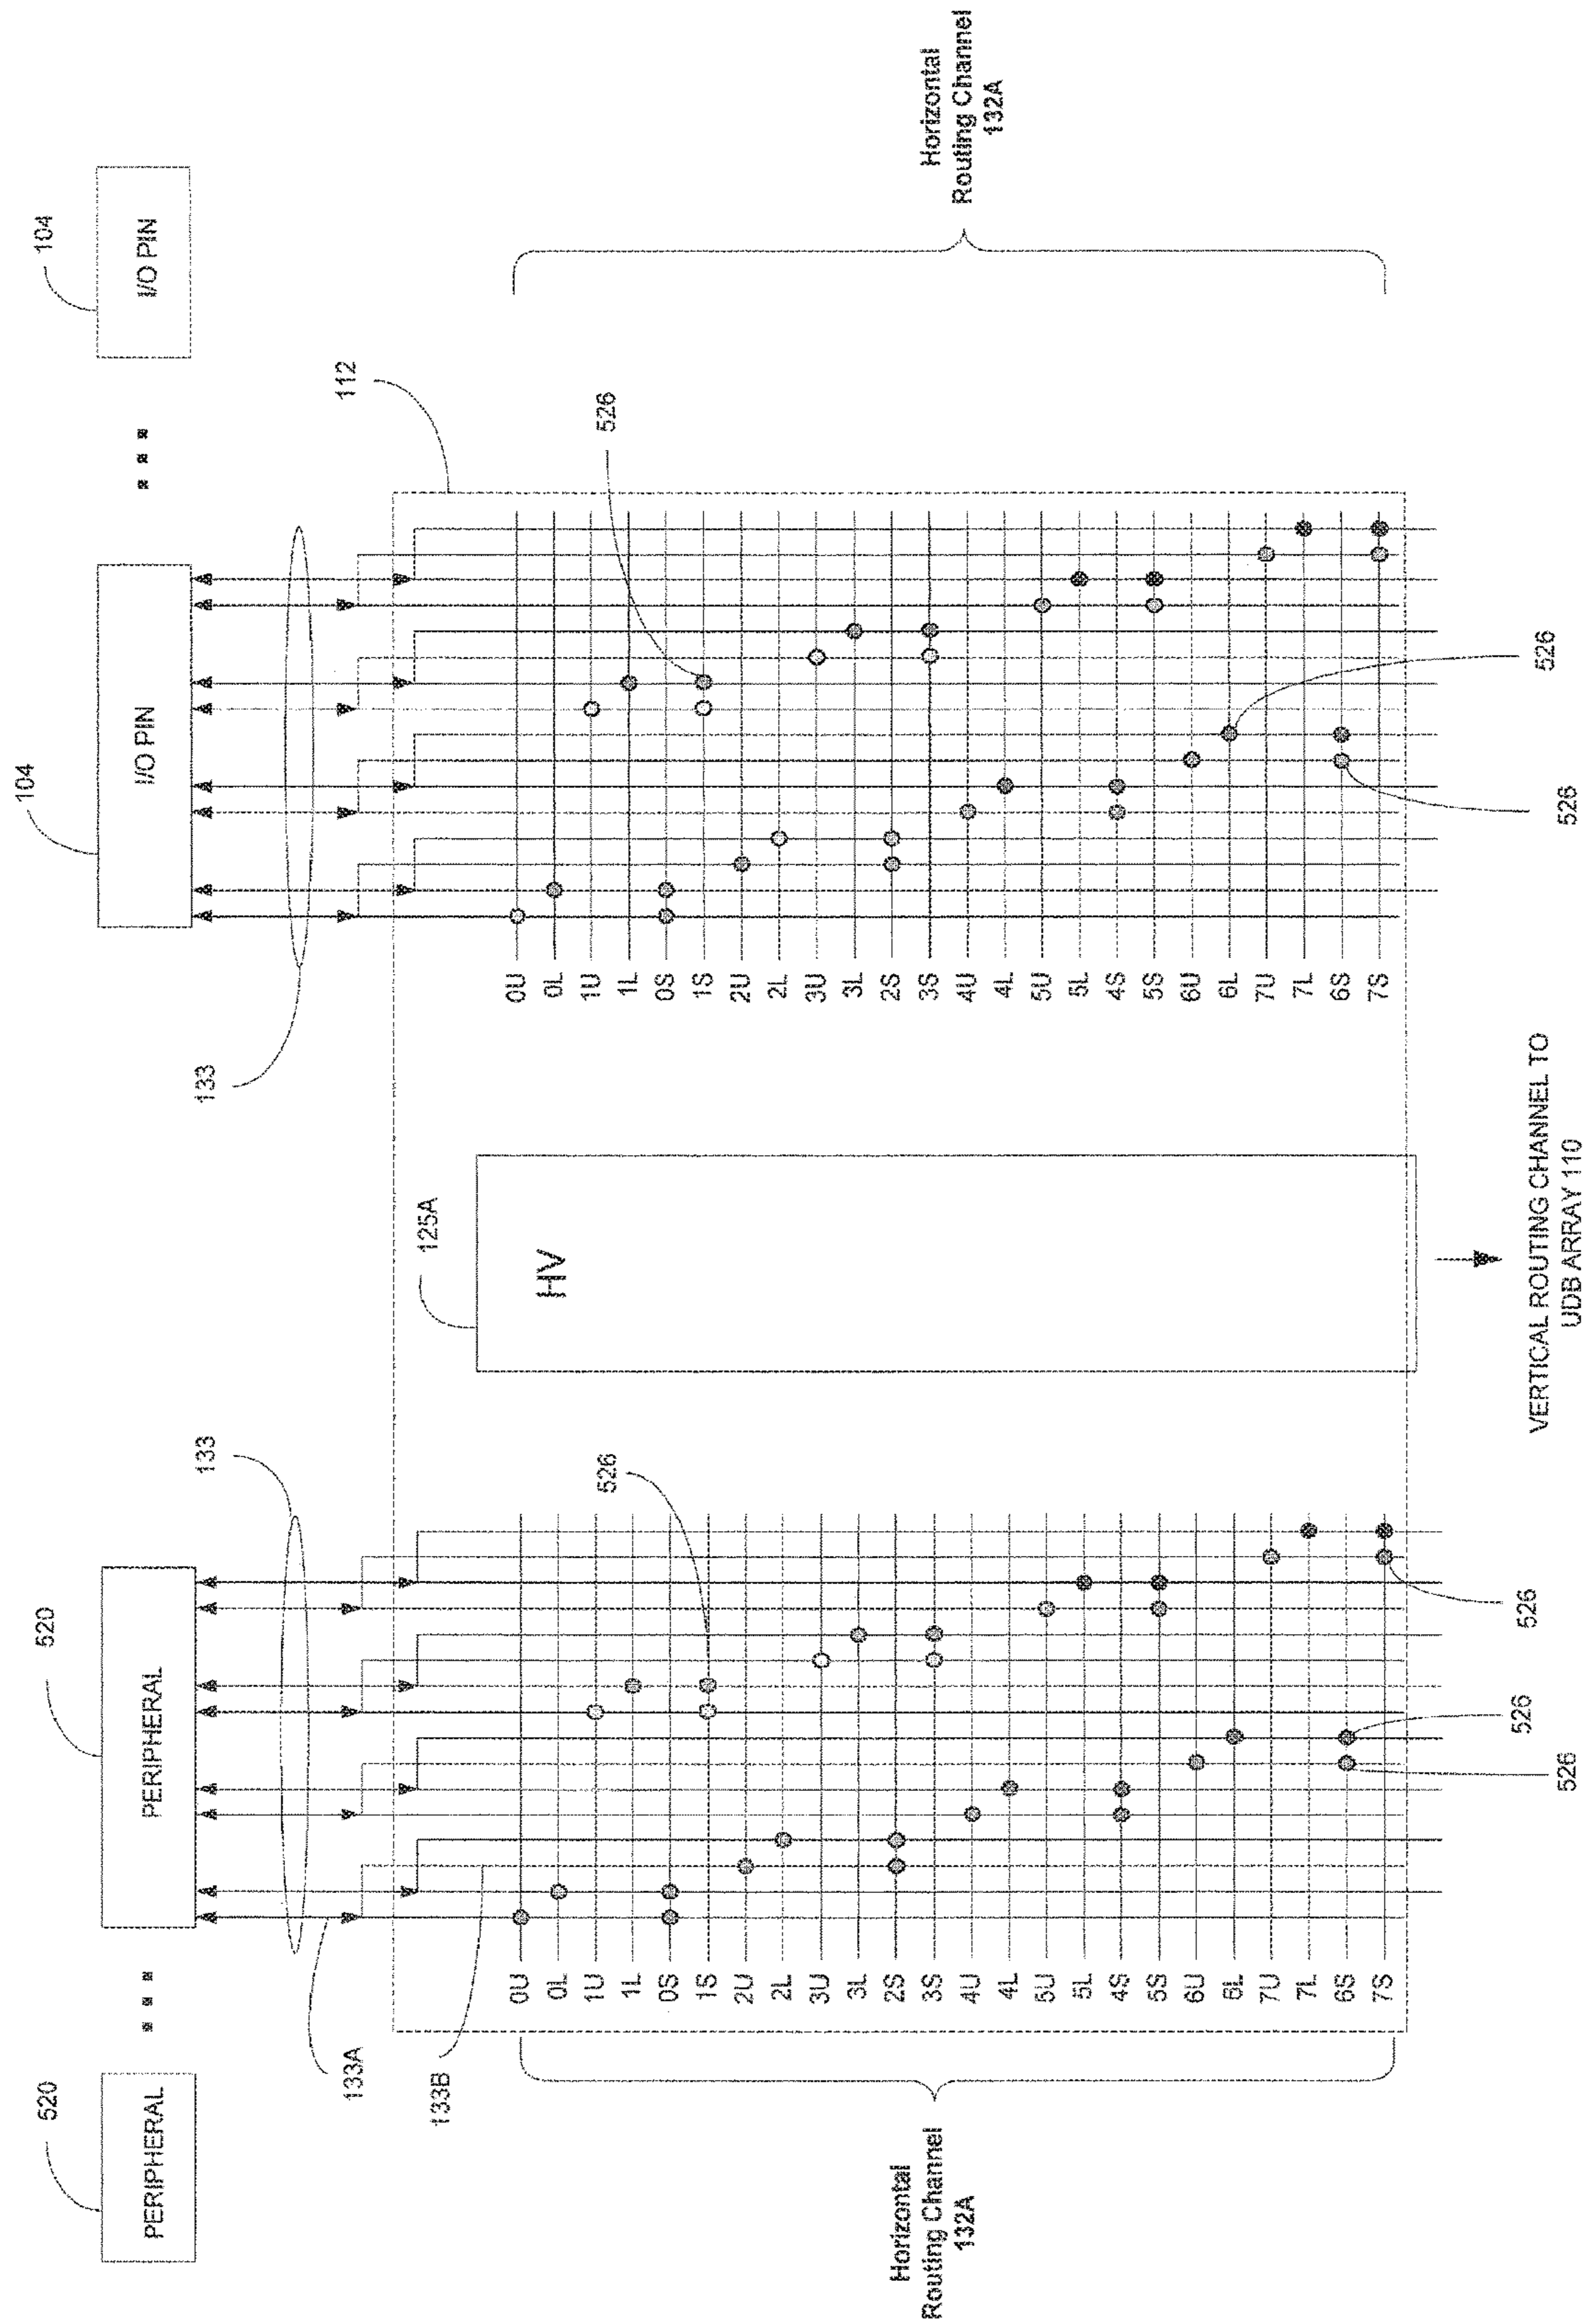 520
520
104
104
PERIPHERAL
PERIPHERAL
I/O PIN
I/O PIN
133
133
133A
112
133B
125A
526
526
HV
0U
0L
1U
1L
0S
1S
2U
2L
3U
3L
2S
3S
4U
4L
5U
5L
4S
5S
6U
6L
7U
7L
6S
7S
0U
0L
1U
1L
0S
1S
2U
2L
3U
3L
2S
3S
4U
4L
5U
5L
4S
5S
6U
6L
7U
7L
6S
7S
Horizontal
Routing Channel
132A
Horizontal
Routing Channel
132A
526
526
526
526
526
VERTICAL ROUTING CHANNEL TO
UDB ARRAY 110